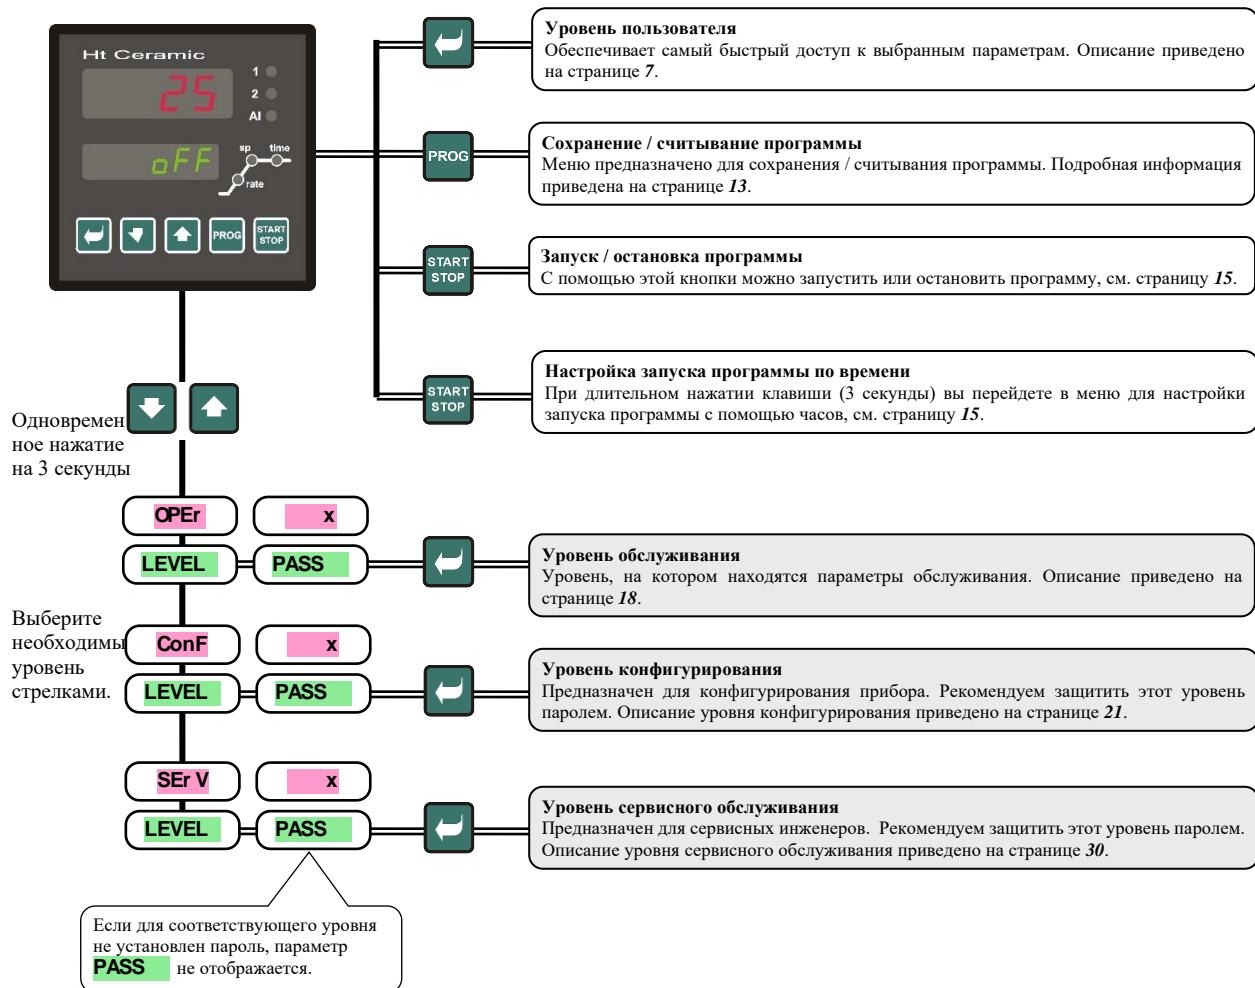 Ht Ceramic
25
1
2
AI
oFF
sp
time
rate
PROG
START
STOP
Уровень пользователя
Обеспечивает самый быстрый доступ к выбранным параметрам. Описание приведено
на странице 7.
PROG
Сохранение / считывание программы
Меню предназначено для сохранения / считывания программы. Подробная информация
приведена на странице 13.
START
STOP
Запуск / остановка программы
С помощью этой кнопки можно запустить или остановить программу, см. страницу 15.
START
STOP
Настройка запуска программы по времени
При длительном нажатии клавиши (3 секунды) вы перейдете в меню для настройки
запуска программы с помощью часов, см. страницу 15.
Одновремен
ное нажатие
на 3 секунды
OPEr
x
LEVEL
PASS
Уровень обслуживания
Уровень, на котором находятся параметры обслуживания. Описание приведено на
странице 18.
Выберите
необходимы
уровень
стрелками.
ConF
x
LEVEL
PASS
Уровень конфигурирования
Предназначен для конфигурирования прибора. Рекомендуем защитить этот уровень
паролем. Описание уровня конфигурирования приведено на странице 21.
SEr V
x
LEVEL
PASS
Уровень сервисного обслуживания
Предназначен для сервисных инженеров. Рекомендуем защитить этот уровень паролем.
Описание уровня сервисного обслуживания приведено на странице 30.
Если для соответствующего уровня
не установлен пароль, параметр
PASS не отображается.